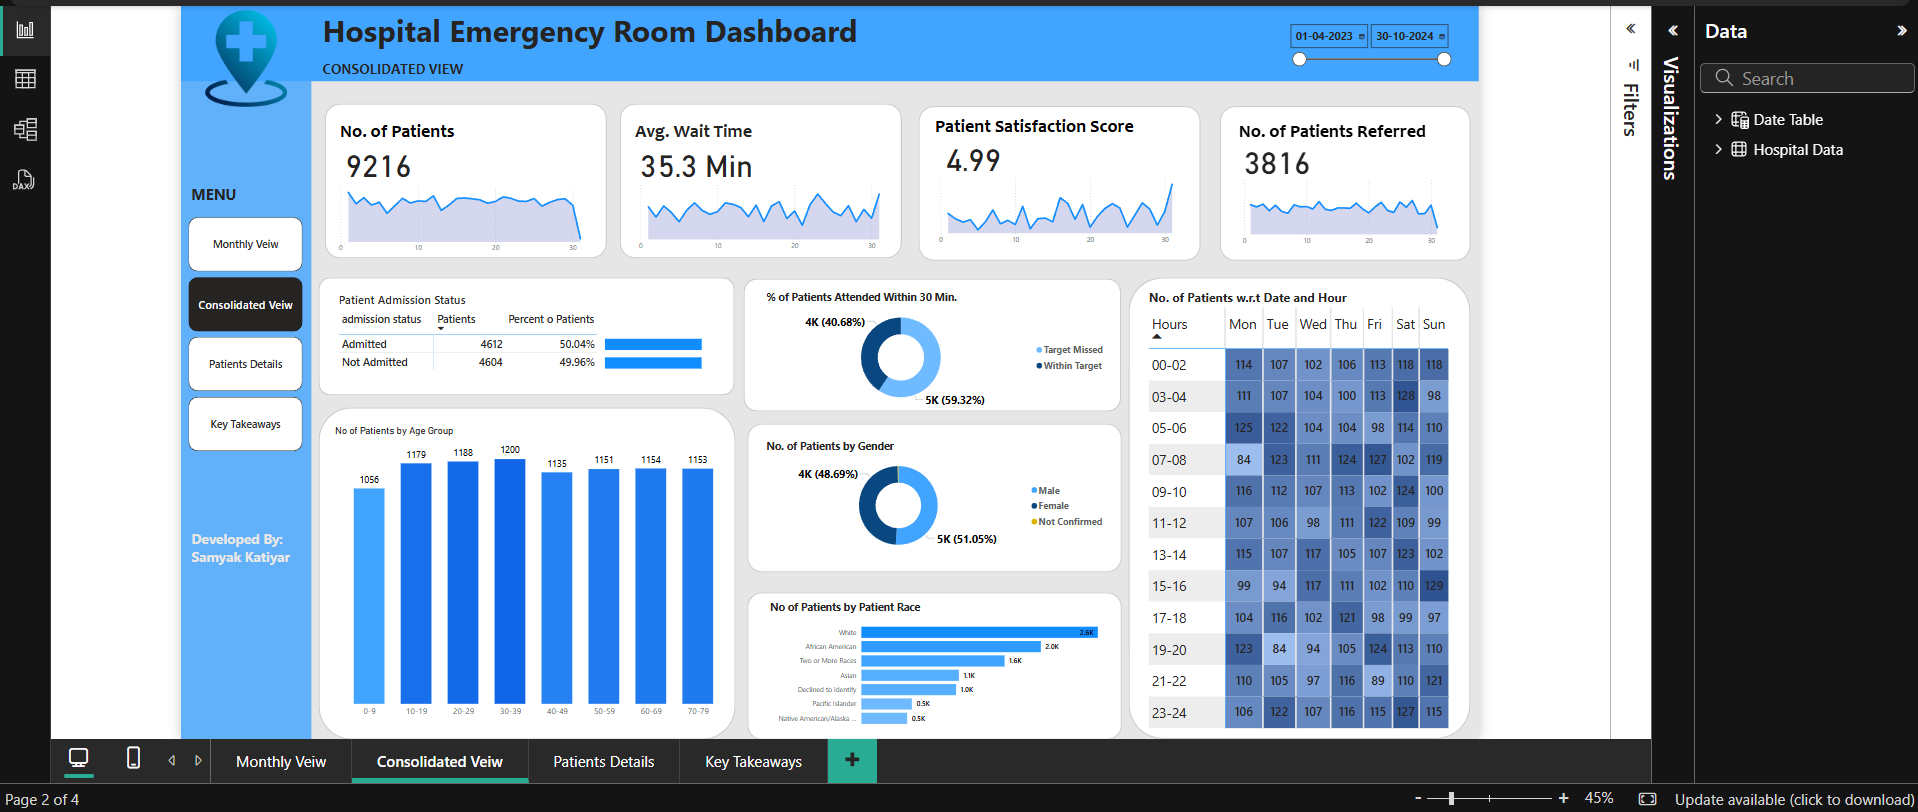 Hospital Emergency Room Dashboard
CONSOLIDATED VIEW
01-04-2023
30-10-2024
MENU
Monthly Veiw
Consolidated Veiw
Patients Details
Key Takeaways
Developed By:
Samyak Katiyar
No. of Patients
9216
0 10 20 30
Avg. Wait Time
35.3 Min
0 10 20 30
Patient Satisfaction Score
4.99
0 10 20 30
No. of Patients Referred
3816
0 10 20 30
Patient Admission Status
admission status Patients Percent o Patients
Admitted 4612 50.04%
Not Admitted 4604 49.96%
No of Patients by Age Group
1056 1179 1188 1200 1135 1151 1154 1153
0-9 10-19 20-29 30-39 40-49 50-59 60-69 70-79
% of Patients Attended Within 30 Min.
4K (40.68%)
5K (59.32%)
Target Missed
Within Target
No. of Patients by Gender
4K (48.69%)
5K (51.05%)
Male
Female
Not Confirmed
No of Patients by Patient Race
White 2.6K
African American 2.0K
Two or More Races 1.6K
Asian 1.1K
Declined to Identify 1.0K
Pacific Islander 0.5K
Native American/Alaska ... 0.5K
No. of Patients w.r.t Date and Hour
Hours Mon Tue Wed Thu Fri Sat Sun
00-02 114 107 102 106 113 118 118
03-04 111 107 104 100 113 128 98
05-06 125 122 104 104 98 114 110
07-08 84 123 111 124 127 102 119
09-10 116 112 107 113 102 124 100
11-12 107 106 98 111 122 109 99
13-14 115 107 117 105 107 123 102
15-16 99 94 117 111 102 110 129
17-18 104 116 102 121 98 99 97
19-20 123 84 94 105 124 113 110
21-22 110 105 97 116 89 110 121
23-24 106 122 107 116 115 127 115
Filters
Visualizations
Data
Search
Date Table
Hospital Data
DAX
Monthly Veiw
Consolidated Veiw
Patients Details
Key Takeaways
+
Page 2 of 4
- + 45%
Update available (click to download)